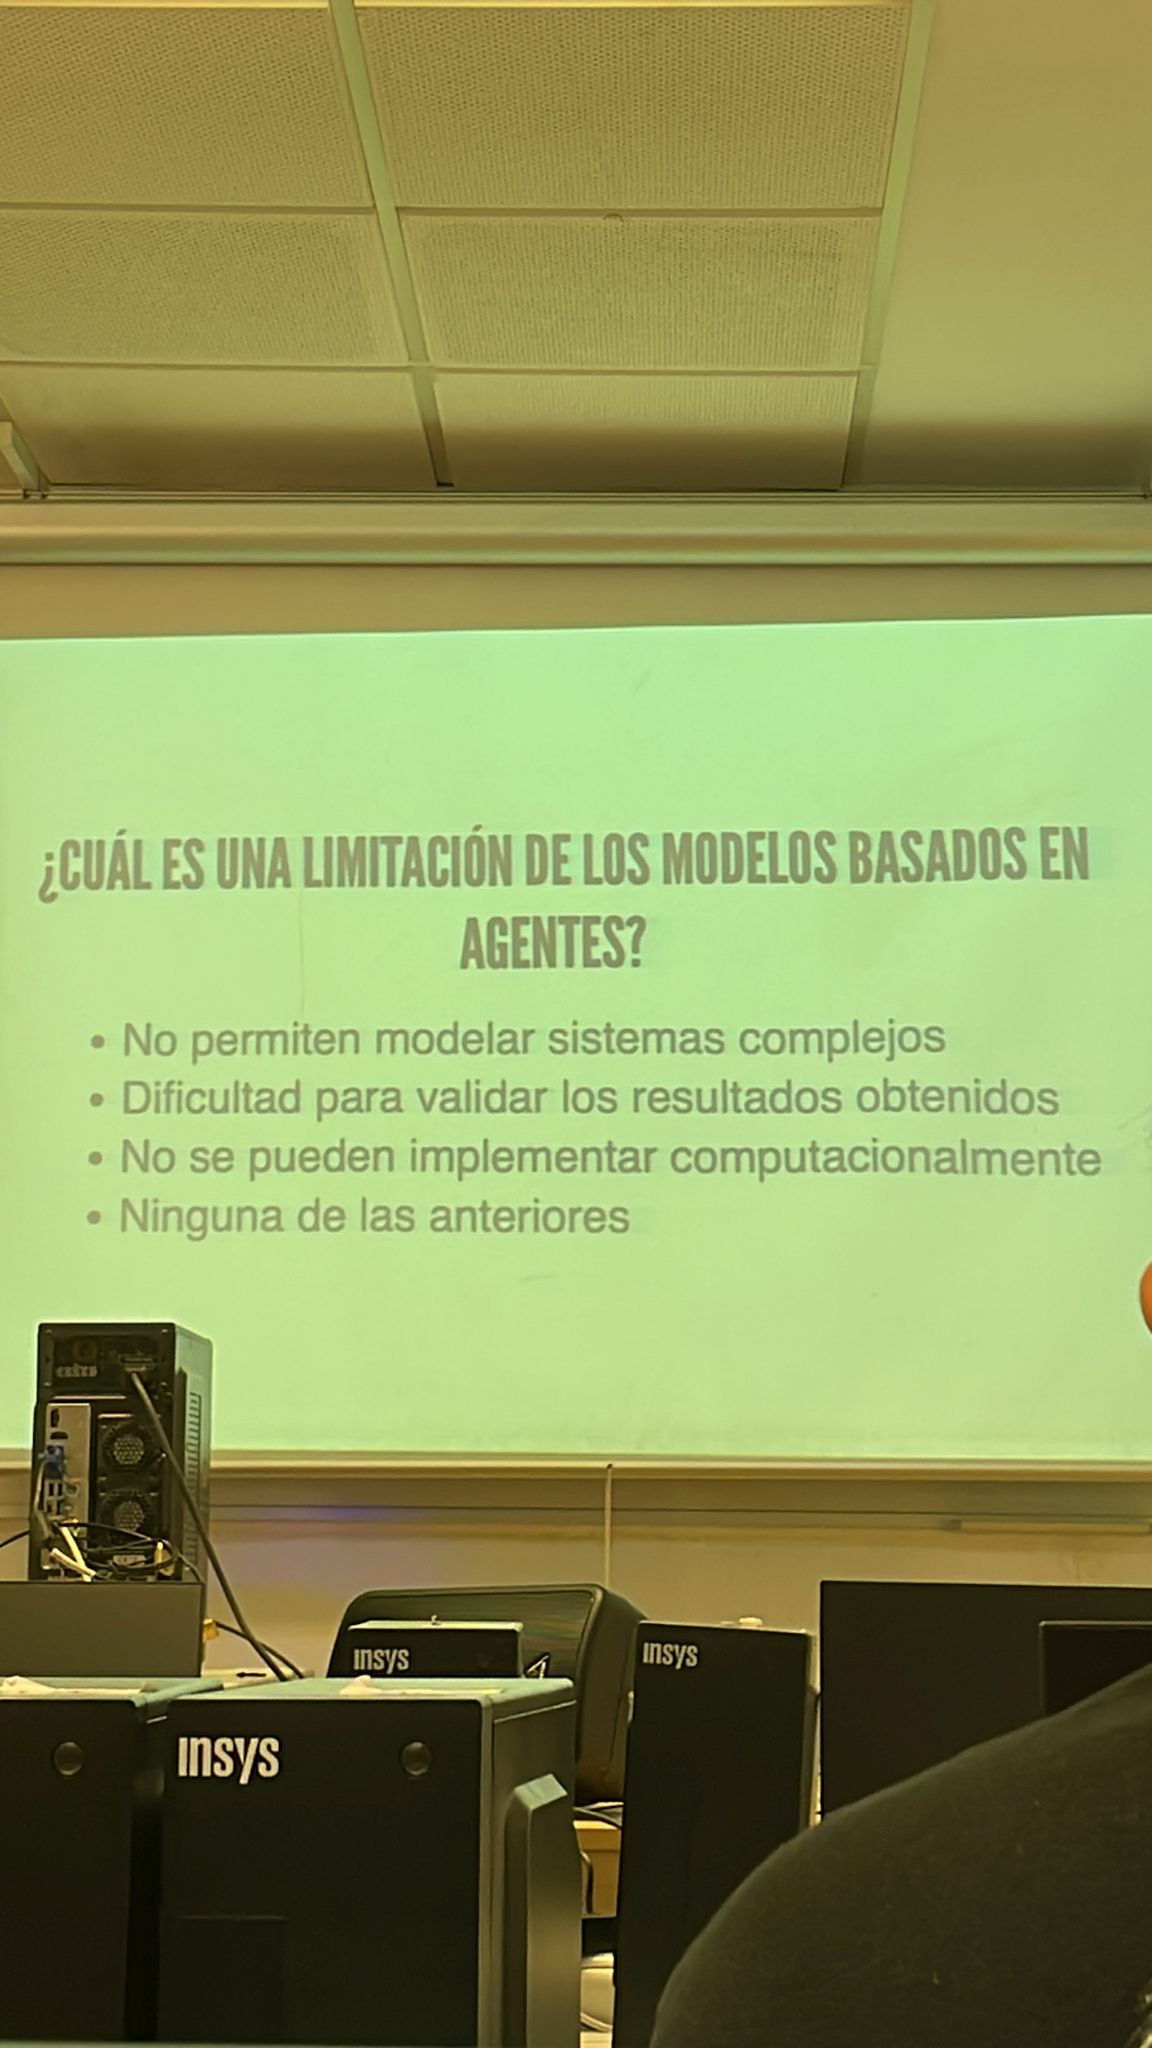 ¿CUÁL ES UNA LIMITACIÓN DE LOS MODELOS BASADOS EN
AGENTES?
• No permiten modelar sistemas complejos
• Dificultad para validar los resultados obtenidos
• No se pueden implementar computacionalmente
• Ninguna de las anteriores
insys
insys
insys